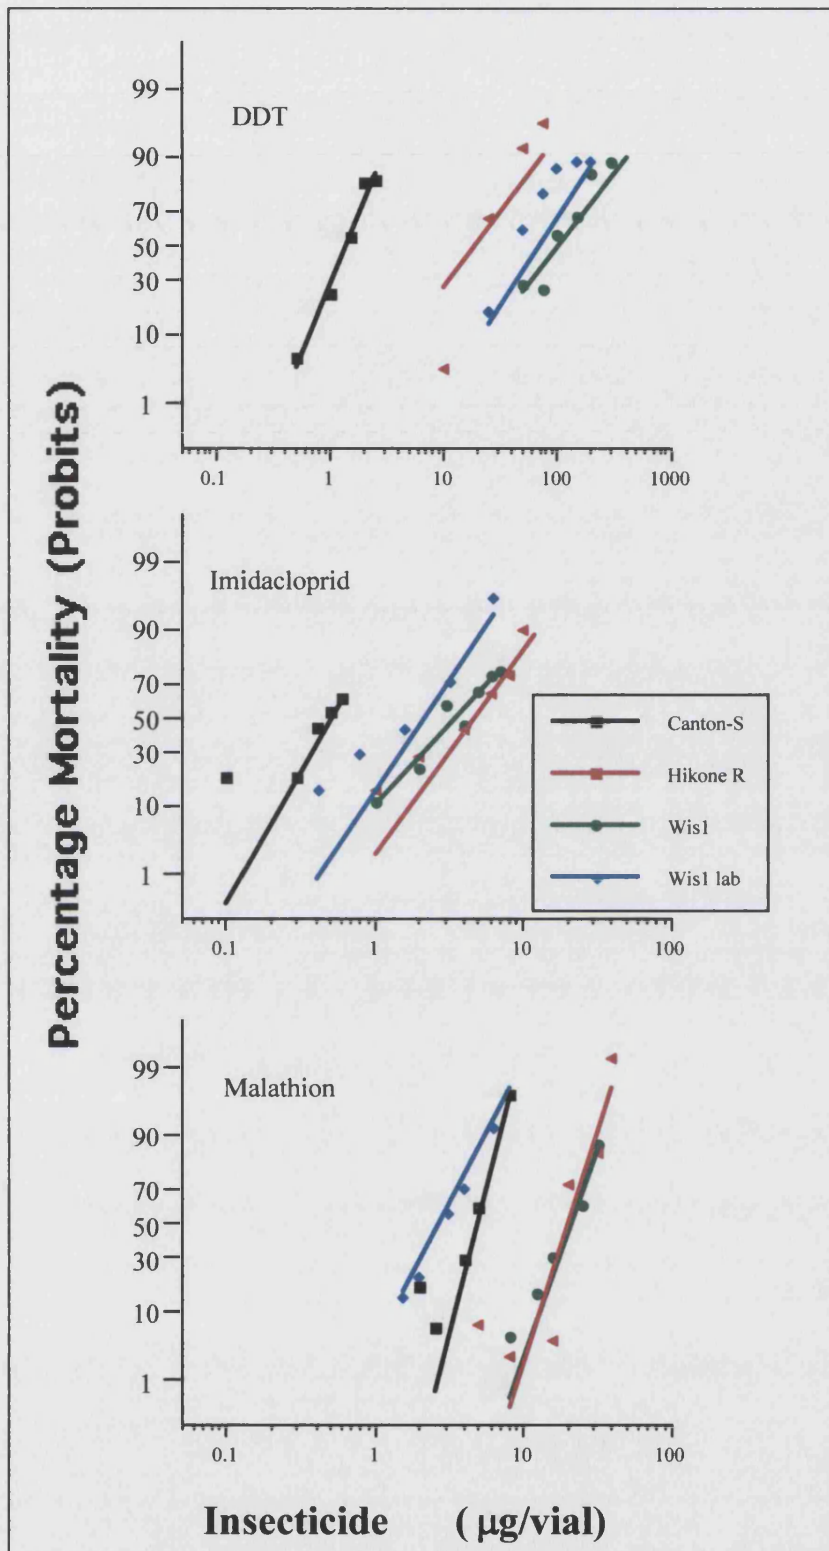 Percentage Mortality (Probits)
DDT
99
90
70
50
30
10
1
0.1 1 10 100 1000
Imidacloprid
99
90
70
50
30
10
1
0.1 1 10 100
Canton-S
Hikone R
Wis1
Wis1 lab
Malathion
99
90
70
50
30
10
1
0.1 1 10 100
Insecticide (µg/vial)